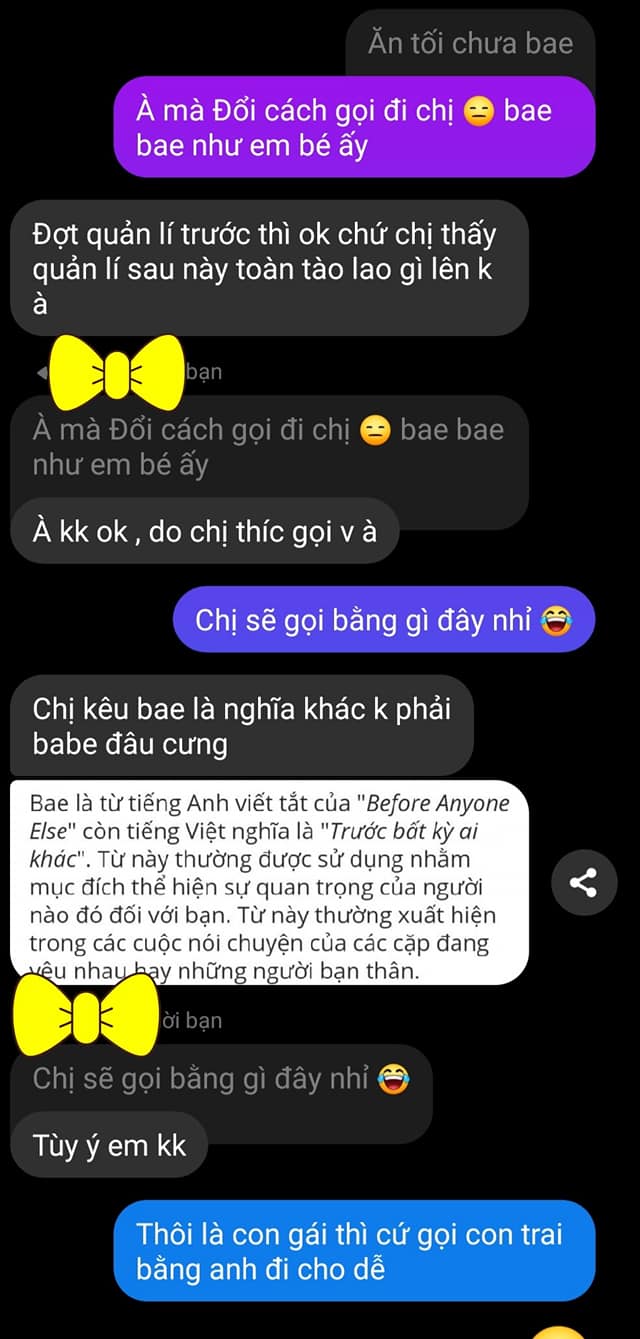 Ăn tối chưa bae
À mà Đổi cách gọi đi chị 😑 bae
bae như em bé ấy
Đợt quản lí trước thì ok chứ chị thấy
quản lí sau này toàn tào lao gì lên k
à
bạn
À mà Đổi cách gọi đi chị 😑 bae bae
như em bé ấy
À kk ok , do chị thíc gọi v à
Chị sẽ gọi bằng gì đây nhỉ 😂
Chị kêu bae là nghĩa khác k phải
babe đâu cưng
Bae là từ tiếng Anh viết tắt của "Before Anyone
Else" còn tiếng Việt nghĩa là "Trước bất kỳ ai
khác". Từ này thường được sử dụng nhằm
mục đích thể hiện sự quan trọng của người
nào đó đối với bạn. Từ này thường xuất hiện
trong các cuộc nói chuyện của các cặp đang
yêu nhau hay những người bạn thân.
ời bạn
Chị sẽ gọi bằng gì đây nhỉ 😂
Tùy ý em kk
Thôi là con gái thì cứ gọi con trai
bằng anh đi cho dễ